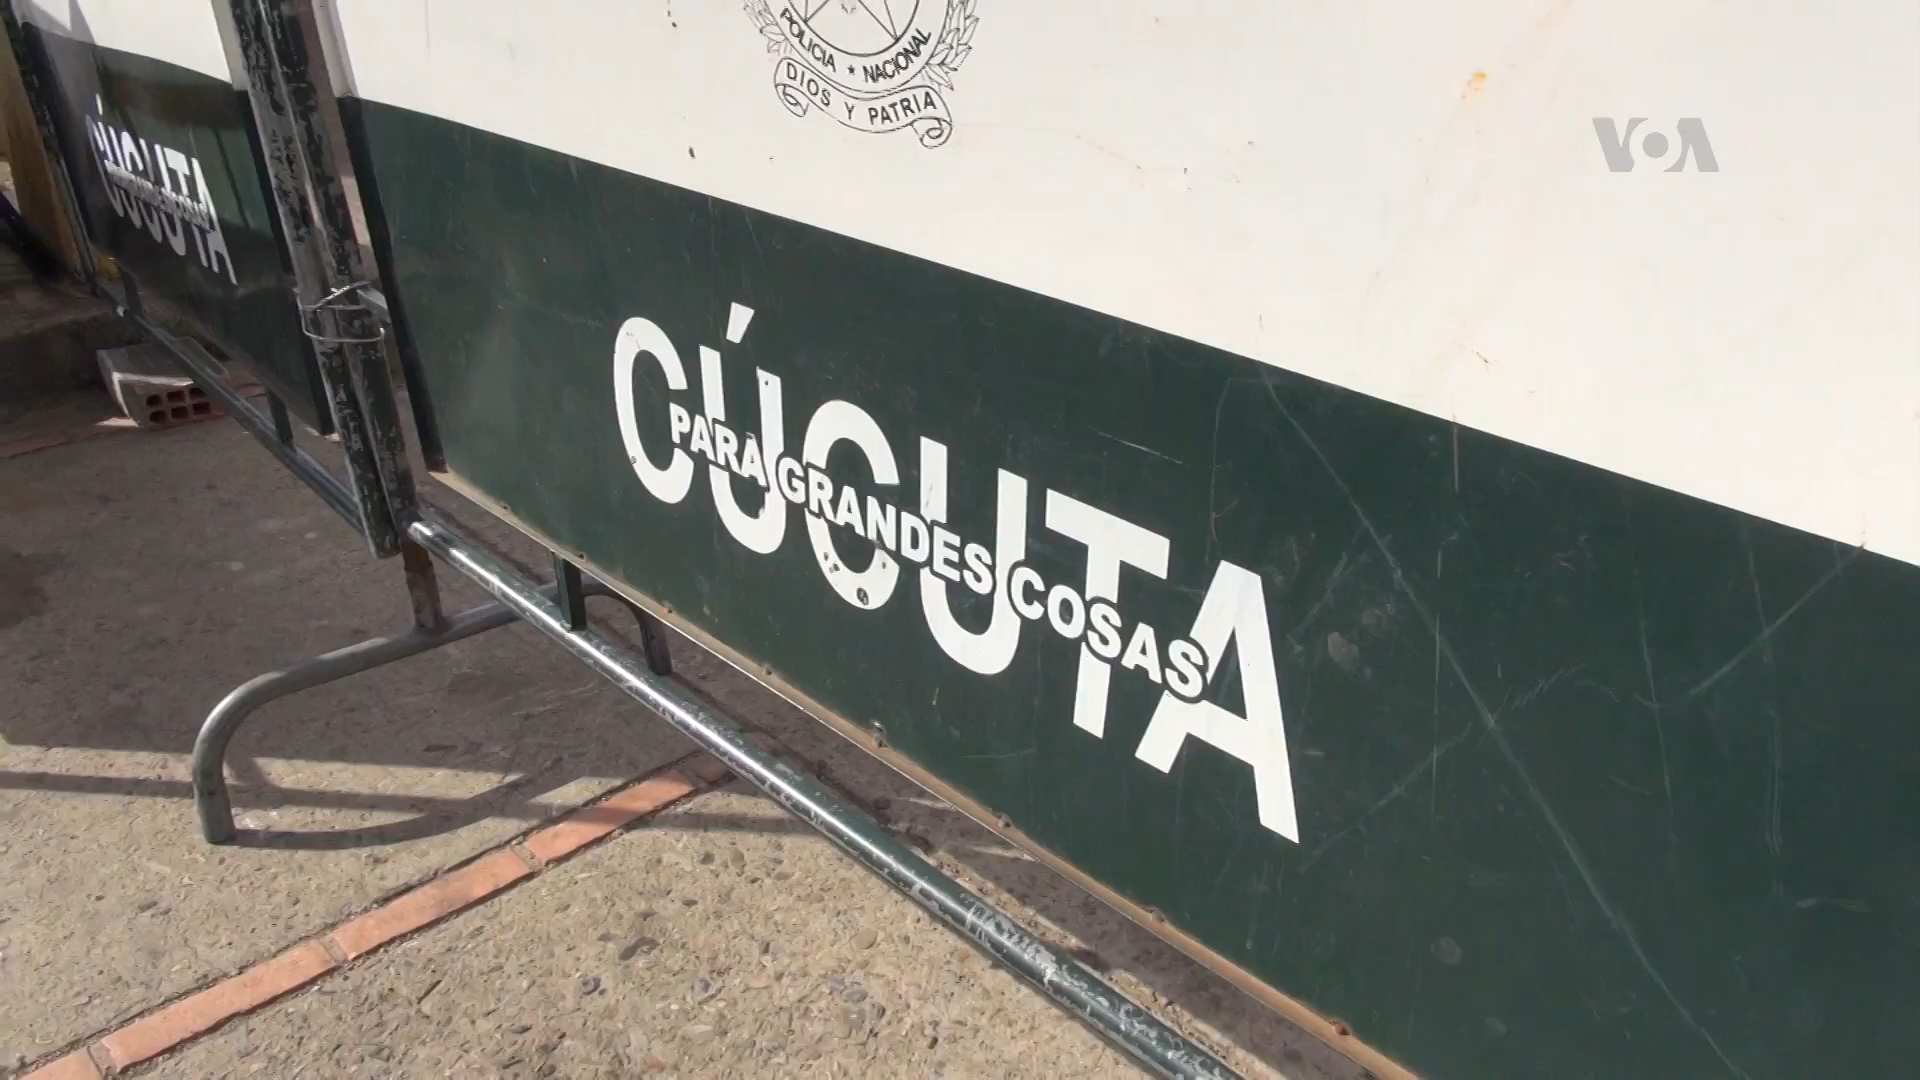 POLICIA ★ NACIONAL
DIOS Y PATRIA
VOA
CÚCUTA
CÚCUTA
PARA GRANDES COSAS